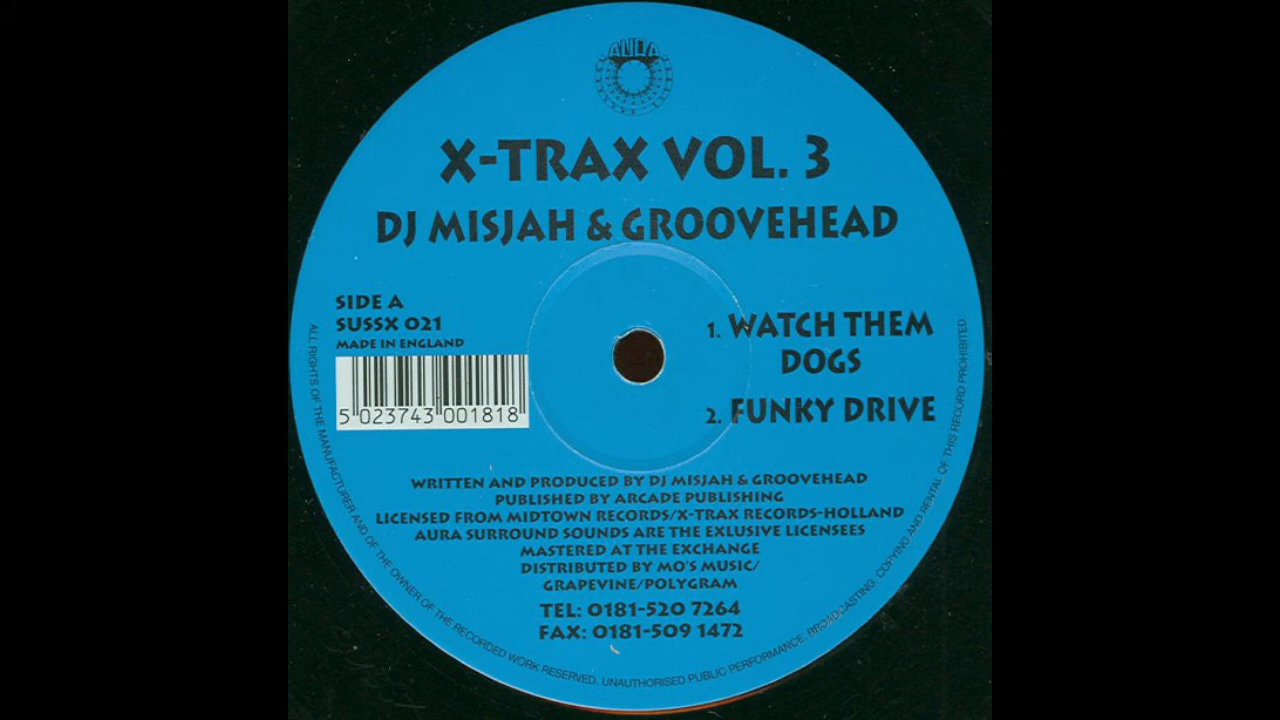 AURA
X-TRAX VOL. 3
DJ MISJAH & GROOVEHEAD
SIDE A
SUSSX 021
MADE IN ENGLAND
5 023743 001818
1. WATCH THEM
DOGS
2. FUNKY DRIVE
WRITTEN AND PRODUCED BY DJ MISJAH & GROOVEHEAD
PUBLISHED BY ARCADE PUBLISHING
LICENSED FROM MIDTOWN RECORDS/X-TRAX RECORDS-HOLLAND
AURA SURROUND SOUNDS ARE THE EXLUSIVE LICENSEES
MASTERED AT THE EXCHANGE
DISTRIBUTED BY MO'S MUSIC/
GRAPEVINE/POLYGRAM
TEL: 0181-520 7264
FAX: 0181-509 1472
ALL RIGHTS OF THE MANUFACTURER AND OF THE OWNER OF THE RECORDED WORK RESERVED. UNAUTHORISED PUBLIC PERFORMANCE. BROADCASTING. COPYING AND RENTAL OF THIS RECORD PROHIBITED.